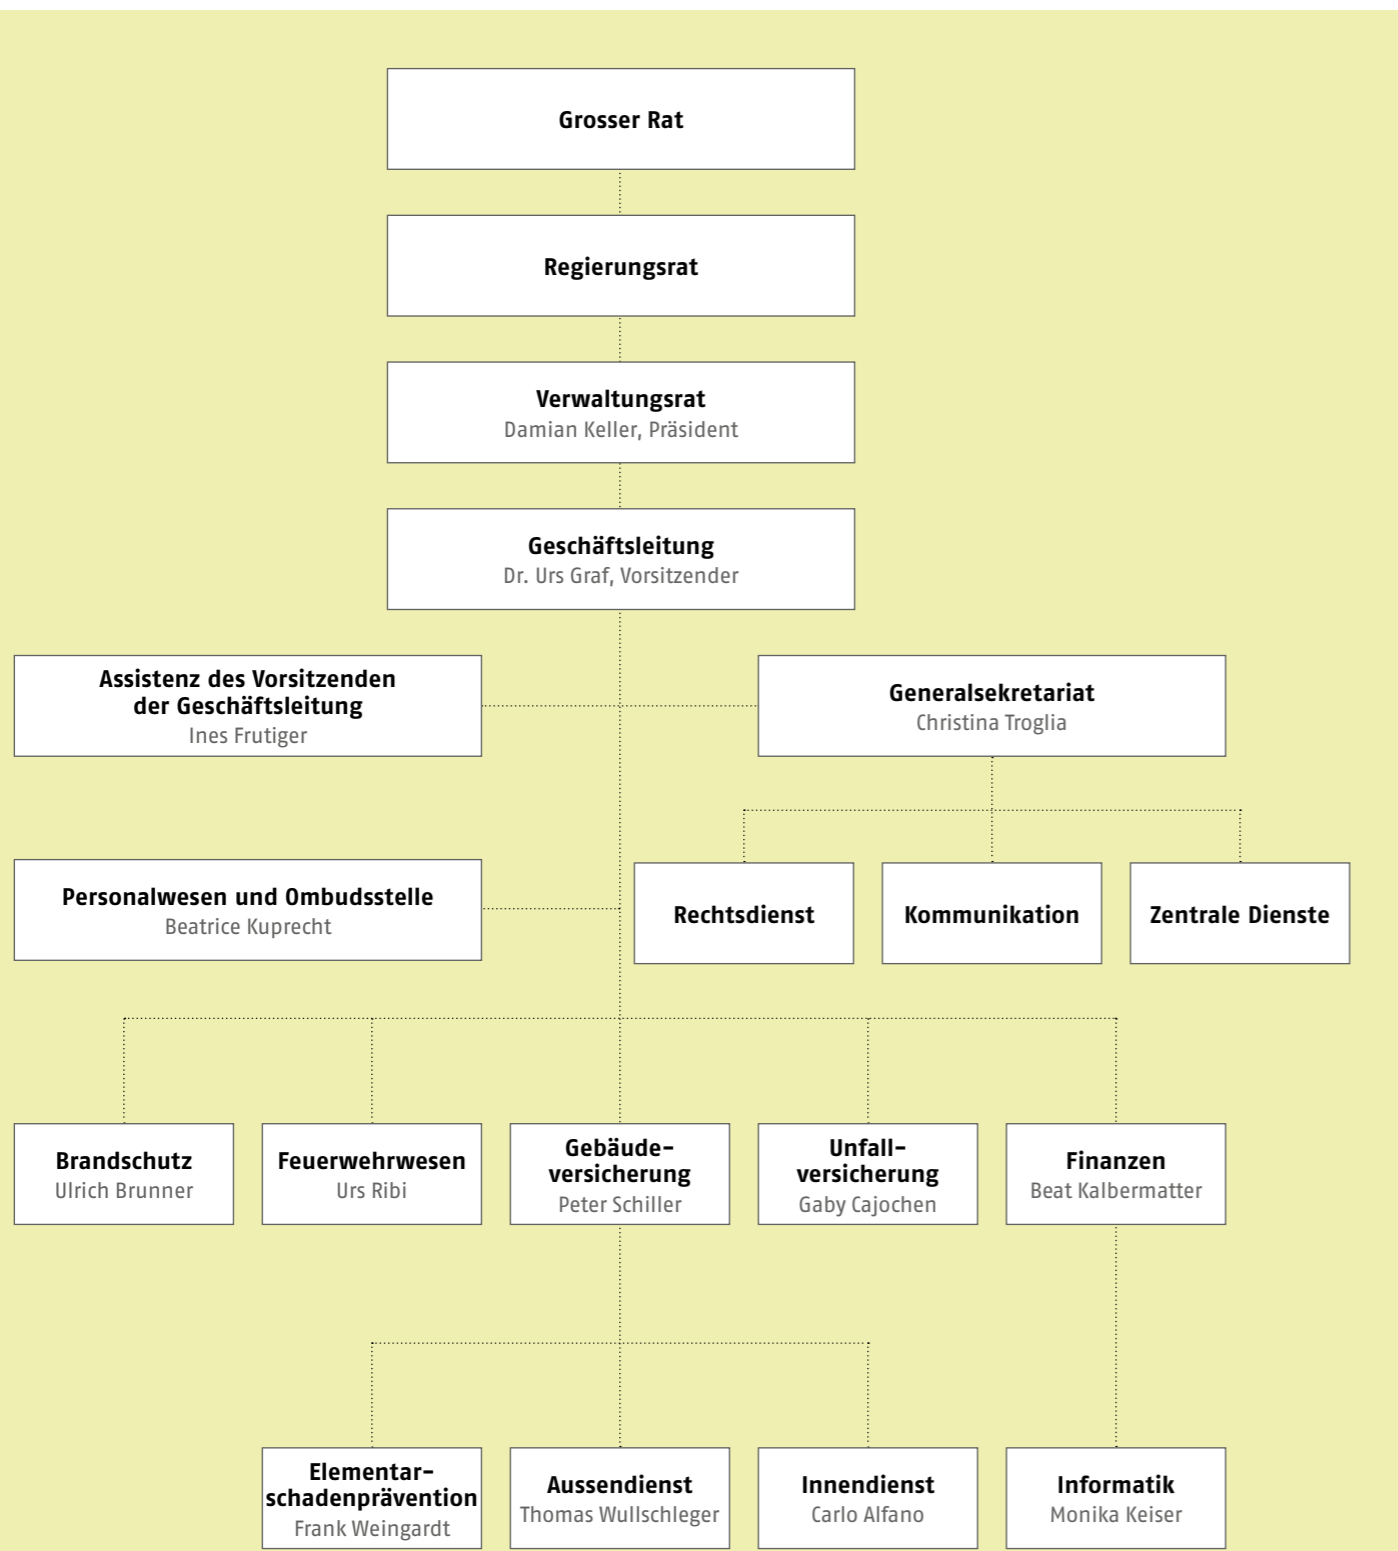 Grosser Rat
Regierungsrat
Verwaltungsrat
Damian Keller, Präsident
Geschäftsleitung
Dr. Urs Graf, Vorsitzender
Assistenz des Vorsitzenden
der Geschäftsleitung
Ines Frutiger
Generalsekretariat
Christina Troglia
Personalwesen und Ombudsstelle
Beatrice Kuprecht
Rechtsdienst
Kommunikation
Zentrale Dienste
Brandschutz
Ulrich Brunner
Feuerwehrwesen
Urs Ribi
Gebäude-
versicherung
Peter Schiller
Unfall-
versicherung
Gaby Cajochen
Finanzen
Beat Kalbermatter
Elementar-
schadenprävention
Frank Weingardt
Aussendienst
Thomas Wullschleger
Innendienst
Carlo Alfano
Informatik
Monika Keiser